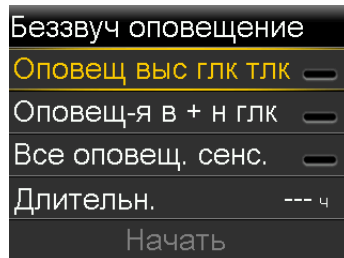 Беззвуч оповещение
Оповещ выс глк тлк
Оповещ-я в + н глк
Все оповещ. сенс.
Длительн. --- ч
Начать